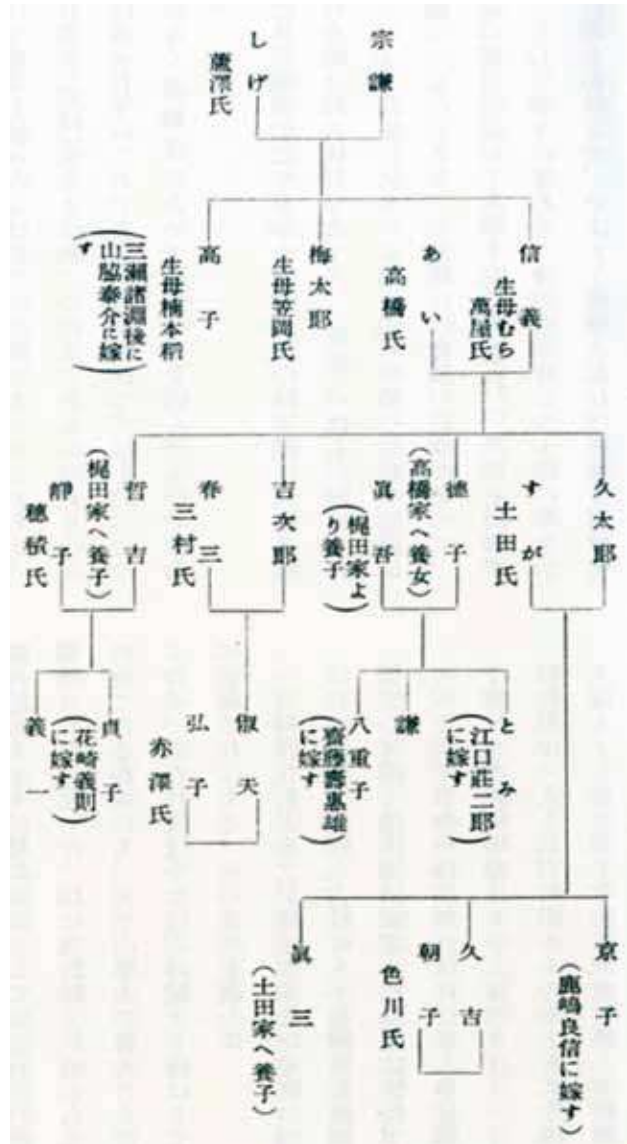 宗謙
しげ
薫澤氏
信義
生母むら
萬屋氏
あい
高橋氏
梅太郎
生母笠岡氏
高子
生母楠本稲
(三瀬諸淵後に
山脇泰介に嫁
す)
久太郎
すが
土田氏
徳子
(高橋家へ養女)
眞吾
(梶田家よ
り養子)
吉次郎
春三
三村氏
哲吉
(梶田家へ養子)
靜子
穂積氏
とみ
(江口莊二郎
に嫁す)
謙
八重子
(齋藤壽惠雄
に嫁す)
俶天
弘子
赤澤氏
貞子
(花崎義則
に嫁す)
義一
京子
(鹿嶋良信に嫁す)
久吉
朝子
色川氏
眞三
(土田家へ養子)